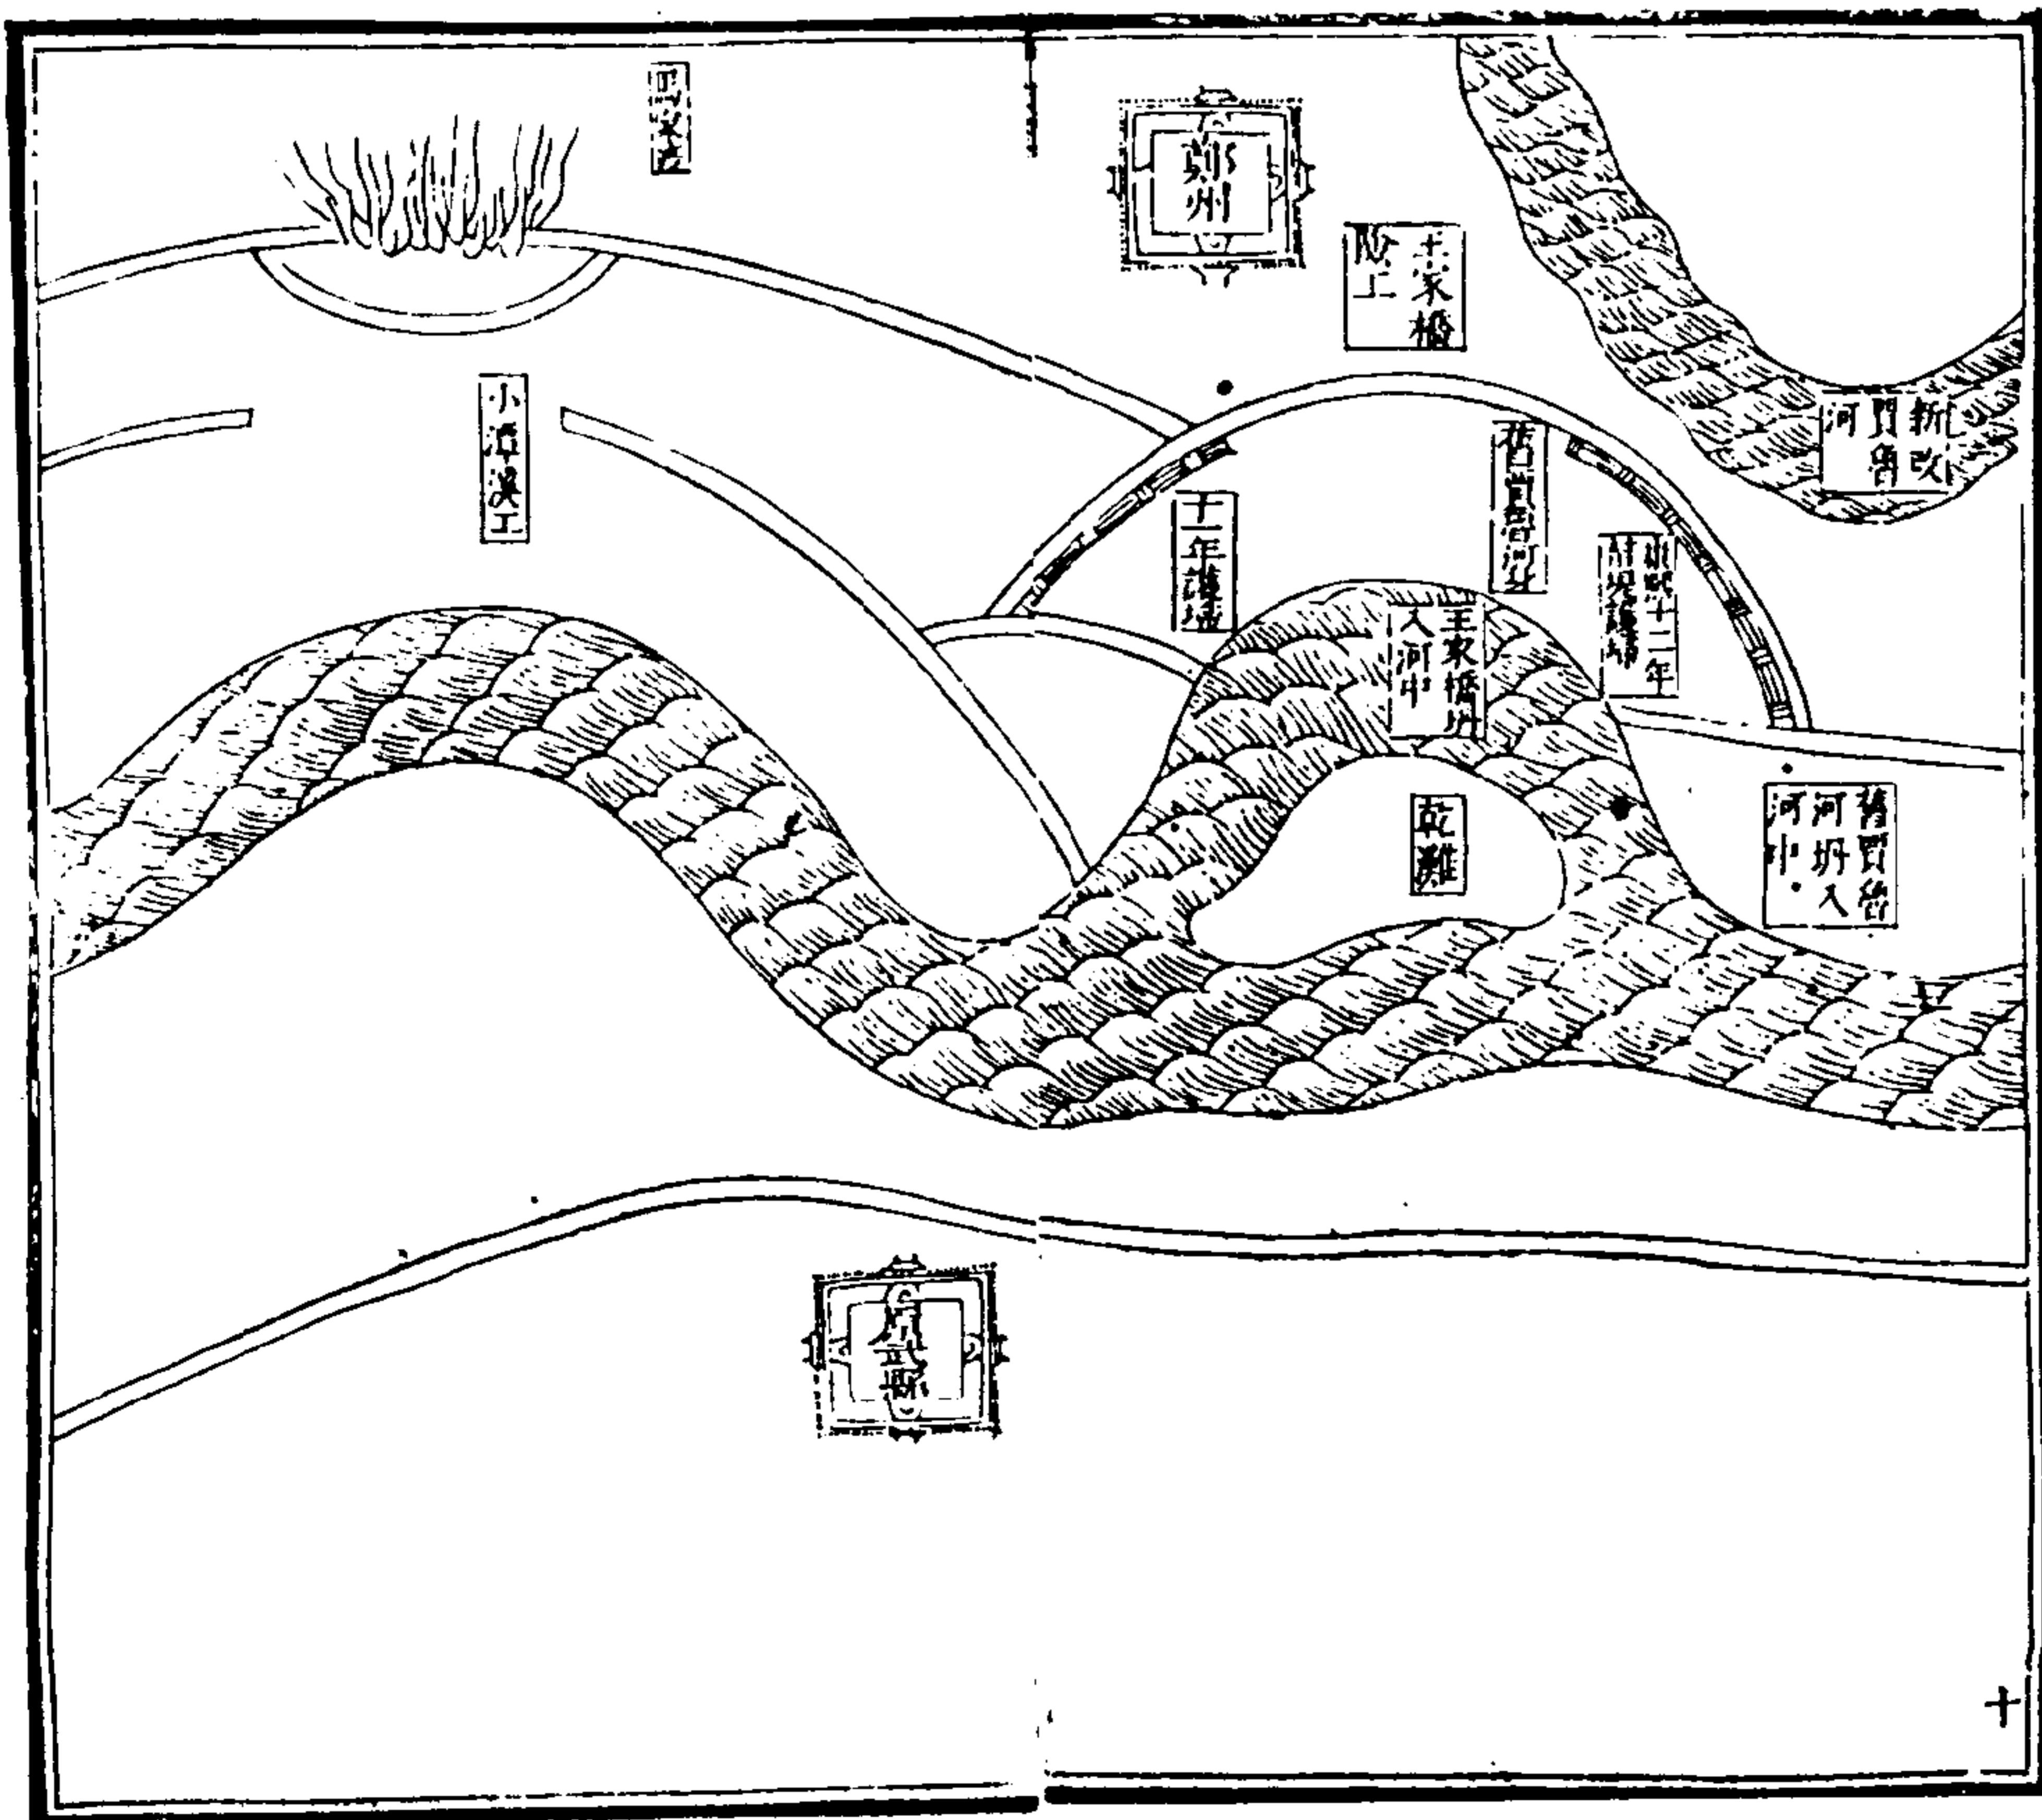 新改
賈魯
河
王家橋
險工
鄭州
舊賈魯
河坍入
河中
康熙十二年
舊賈魯河社
王家橋坍
入河中
十一年護堤
乾灘
小潭溪工
原武縣
十